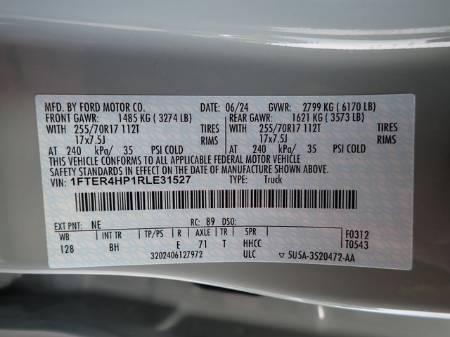 MFD. BY FORD MOTOR CO. 06/24 GVWR: 2799 KG ( 6170 LB)
FRONT GAWR: 1485 KG ( 3274 LB) REAR GAWR: 1621 KG ( 3573 LB)
WITH 255/70R17 112T TIRES WITH 255/70R17 112T TIRES
17x7.5J RIMS 17x7.5J RIMS
AT 240 kPa/ 35 PSI COLD AT 240 kPa/ 35 PSI COLD
THIS VEHICLE CONFORMS TO ALL APPLICABLE FEDERAL MOTOR VEHICLE
SAFETY STANDARDS IN EFFECT ON THE DATE OF MANUFACTURE SHOWN ABOVE.
VIN: 1FTER4HP1RLE31527 TYPE: Truck
EXT PNT: NE RC: B9 DSO: F0312
WB INT TR TP/PS R AXLE TR SPR T0543
128 BH E 71 T HHCC
3202406127972 ULC 5U5A-3520472-AA